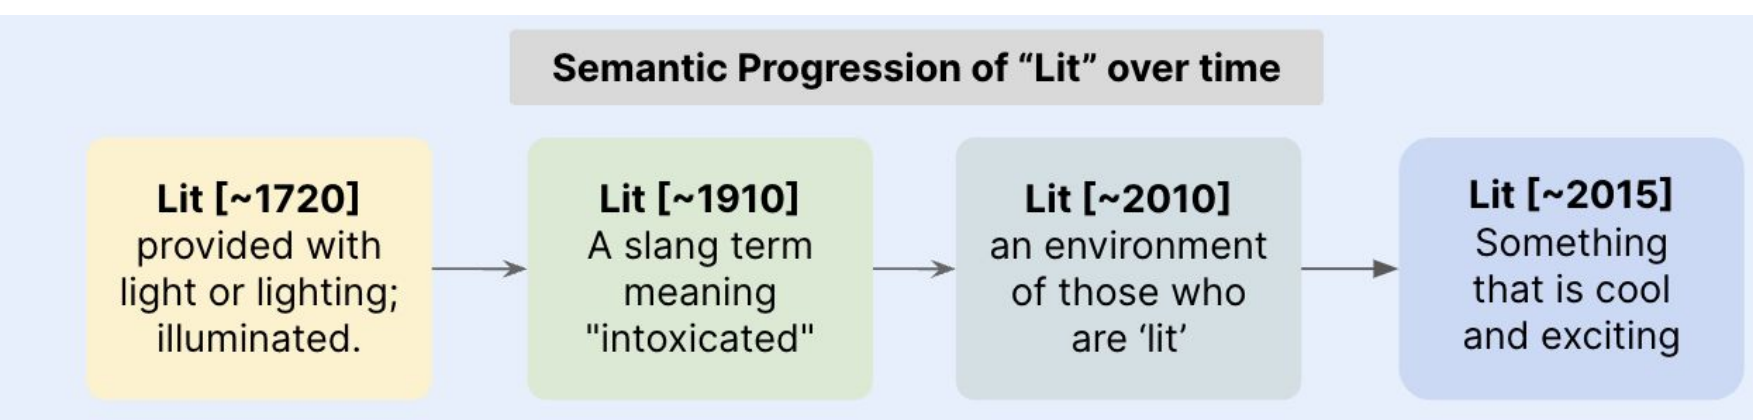 Semantic Progression of “Lit” over time
Lit [~1720]
provided with
light or lighting;
illuminated.
Lit [~1910]
A slang term
meaning
"intoxicated"
Lit [~2010]
an environment
of those who
are ‘lit’
Lit [~2015]
Something
that is cool
and exciting